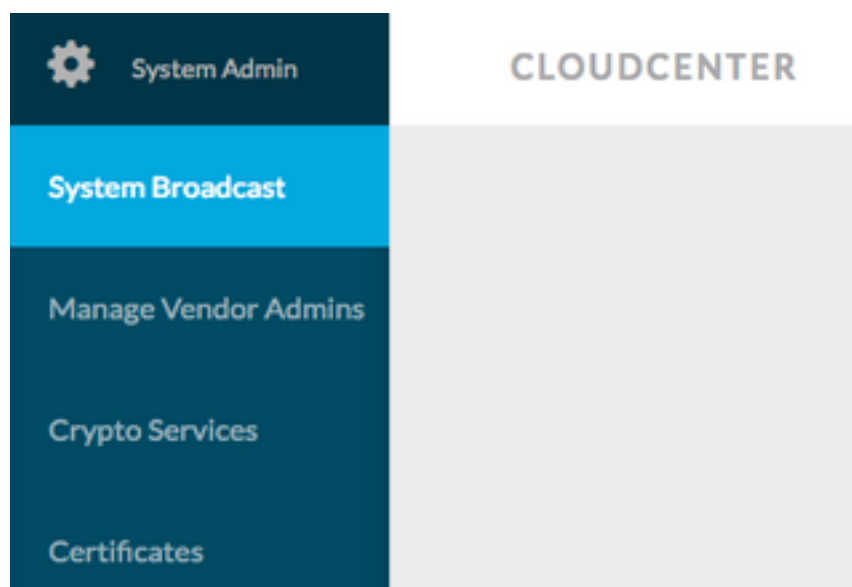 System Admin
CLOUDCENTER
System Broadcast
Manage Vendor Admins
Crypto Services
Certificates